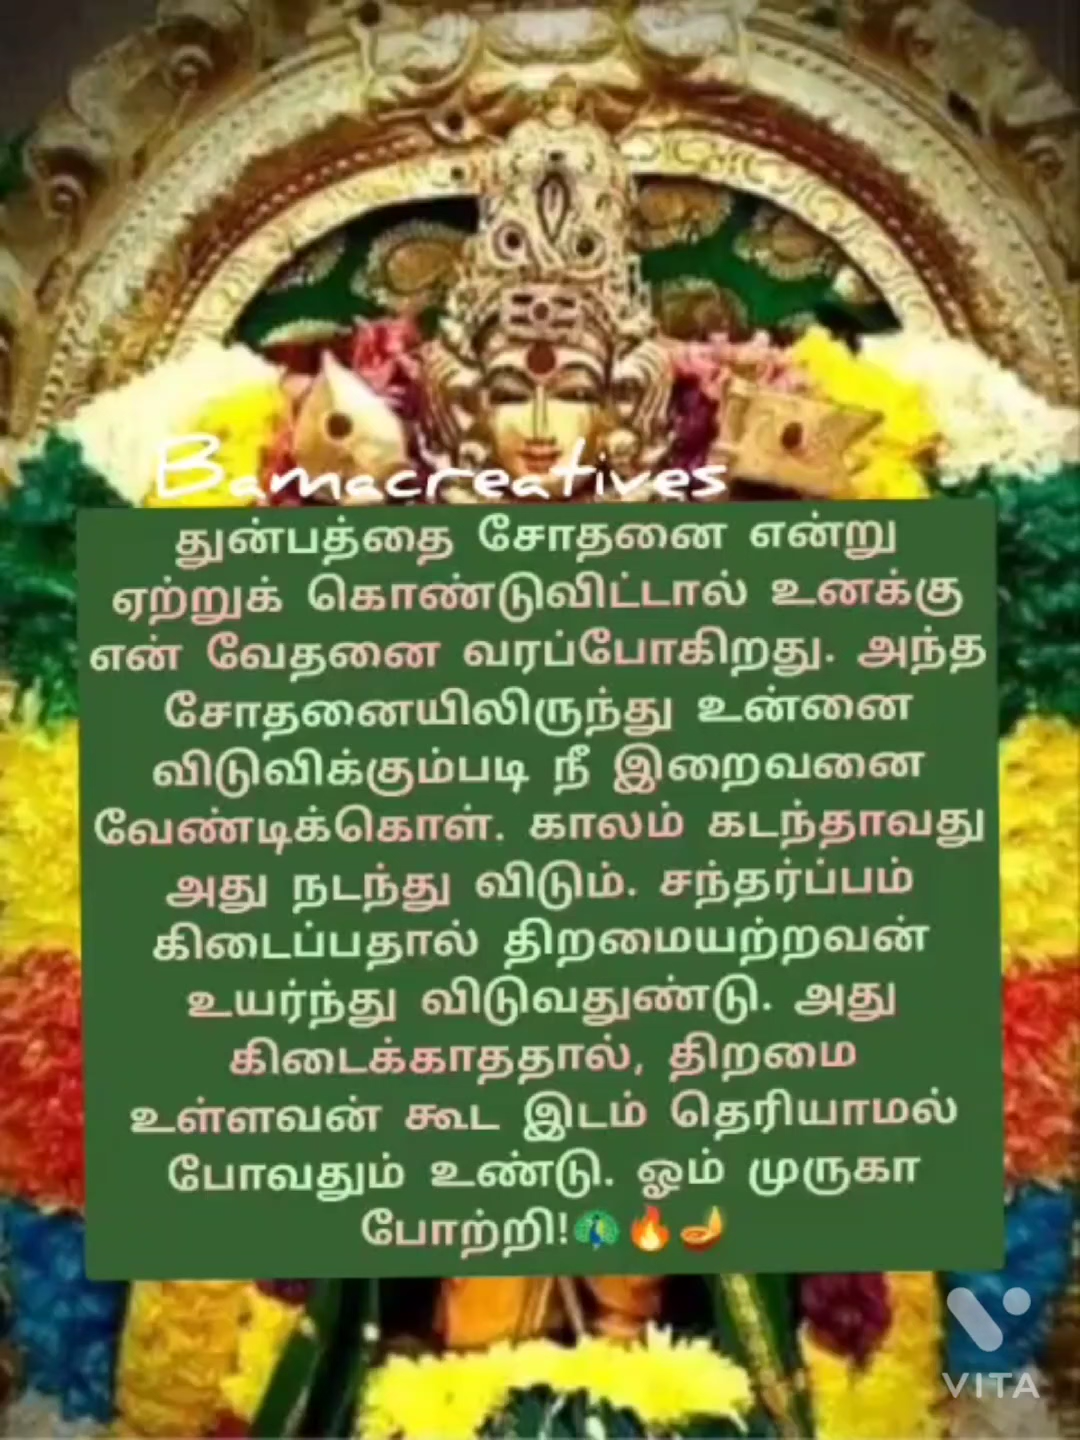 Bamacreatives
துன்பத்தை சோதனை என்று
ஏற்றுக் கொண்டுவிட்டால் உனக்கு
என் வேதனை வரப்போகிறது. அந்த
சோதனையிலிருந்து உன்னை
விடுவிக்கும்படி நீ இறைவனை
வேண்டிக்கொள். காலம் கடந்தாவது
அது நடந்து விடும். சந்தர்ப்பம்
கிடைப்பதால் திறமையற்றவன்
உயர்ந்து விடுவதுண்டு. அது
கிடைக்காததால், திறமை
உள்ளவன் கூட இடம் தெரியாமல்
போவதும் உண்டு. ஓம் முருகா
போற்றி!🦚🔥🪔
VITA